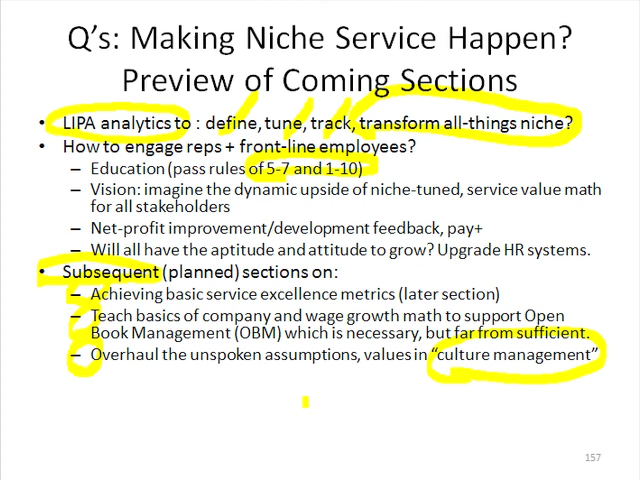 Q's: Making Niche Service Happen?
Preview of Coming Sections
• LIPA analytics to : define, tune, track, transform all-things niche?
• How to engage reps + front-line employees?
– Education (pass rules of 5-7 and 1-10)
– Vision: imagine the dynamic upside of niche-tuned, service value math
for all stakeholders
– Net-profit improvement/development feedback, pay+
– Will all have the aptitude and attitude to grow? Upgrade HR systems.
• Subsequent (planned) sections on:
– Achieving basic service excellence metrics (later section)
– Teach basics of company and wage growth math to support Open
Book Management (OBM) which is necessary, but far from sufficient.
– Overhaul the unspoken assumptions, values in “culture management”
157